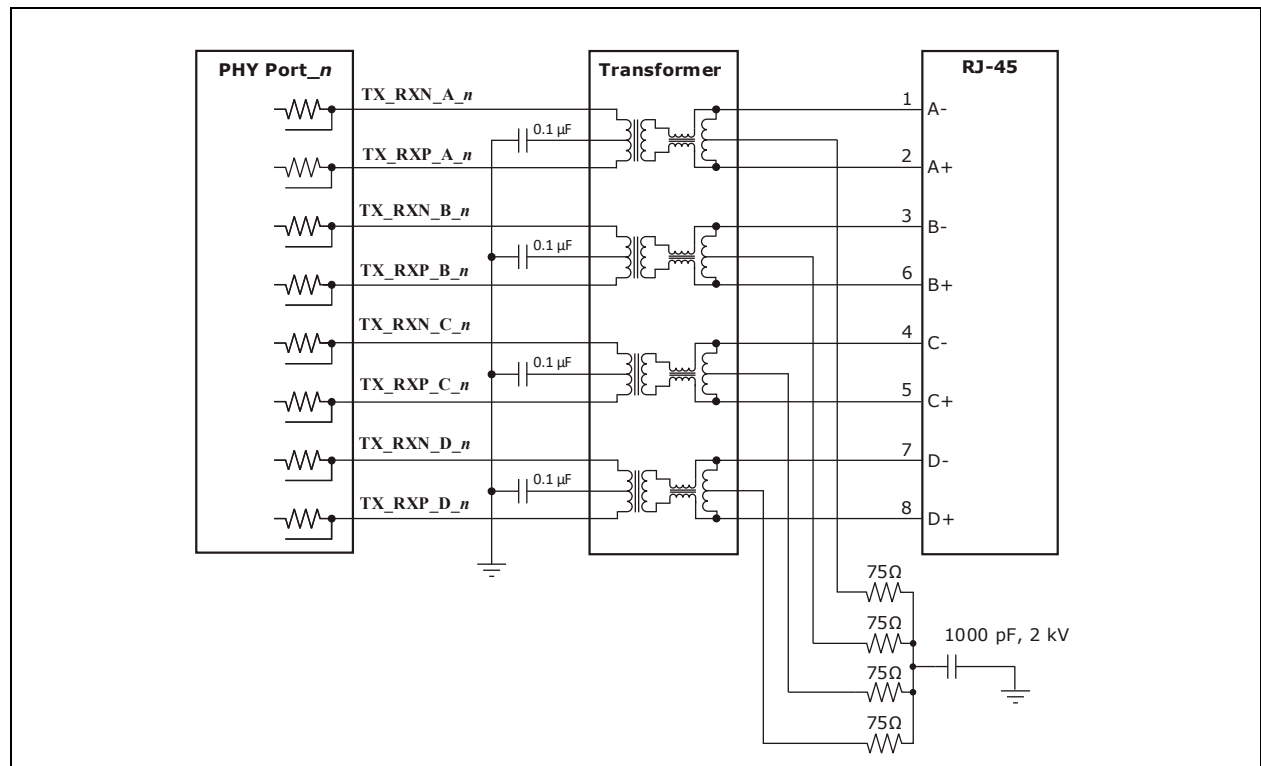 PHY Port_n
Transformer
RJ-45
TX_RXN_A_n
0.1 µF
TX_RXP_A_n
1
A-
2
A+
TX_RXN_B_n
0.1 µF
TX_RXP_B_n
3
B-
6
B+
TX_RXN_C_n
0.1 µF
TX_RXP_C_n
4
C-
5
C+
TX_RXN_D_n
0.1 µF
TX_RXP_D_n
7
D-
8
D+
75Ω
75Ω
1000 pF, 2 kV
75Ω
75Ω